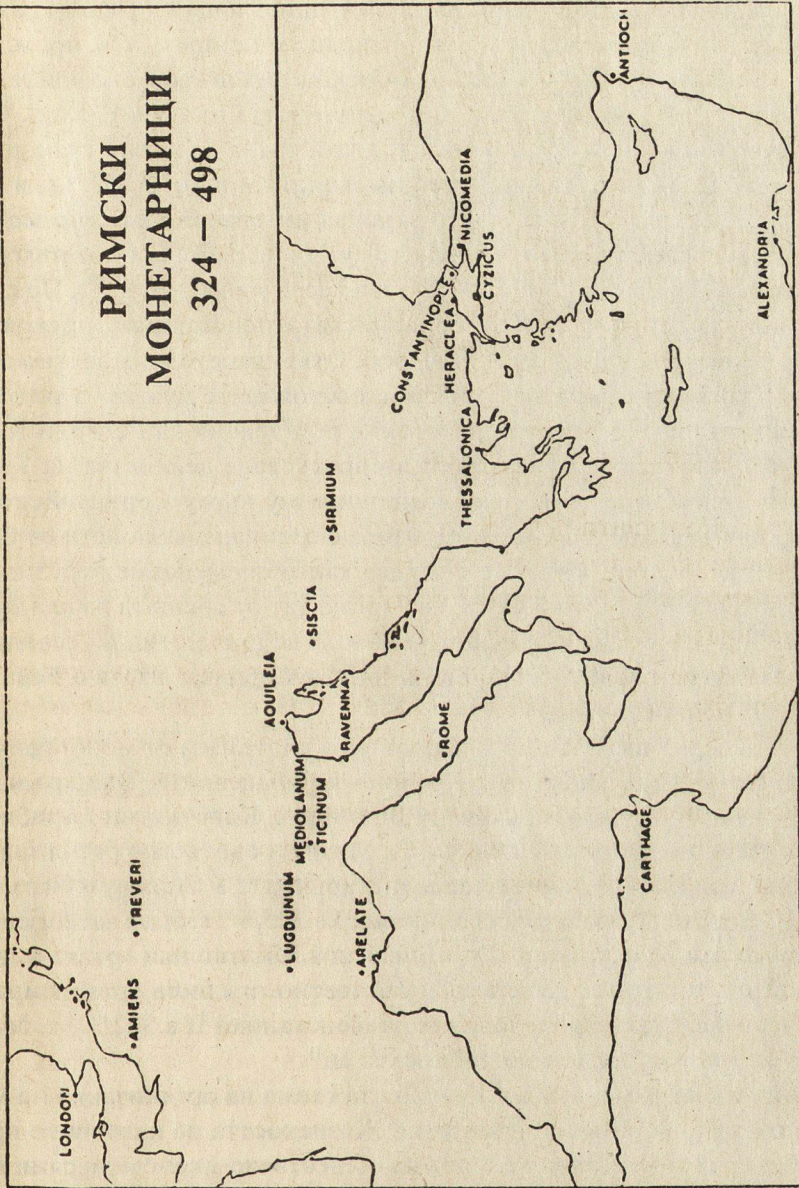 РИМСКИ
МОНЕТАРНИЦИ
324 — 498
LONDON
AMIENS
TREVERI
LUGDUNUM
ARELATE
MEDIOLANUM
TICINUM
AQUILEIA
RAVENNA
ROME
SISCIA
SIRMIUM
CARTHAGE
THESSALONICA
HERACLEA
CONSTANTINOPLE
NICOMEDIA
CYZICUS
ANTIOCH
ALEXANDRIA